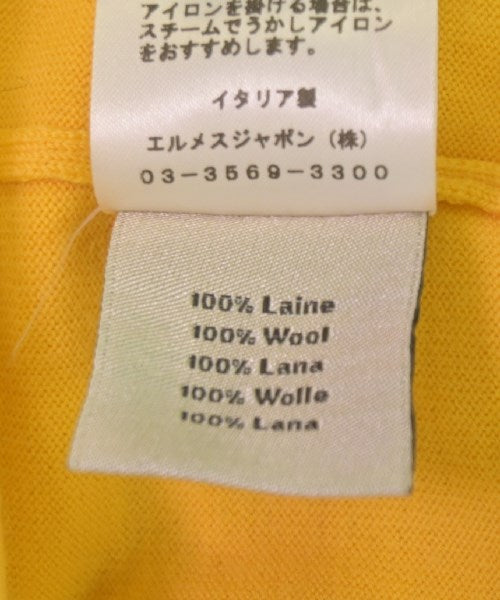 アイロンを掛ける場合は、
スチームでうかしアイロン
をおすすめします。
イタリア製
エルメスジャポン（株）
03-3569-3300
100% Laine
100% Wool
100% Lana
100% Wolle
100% Lana